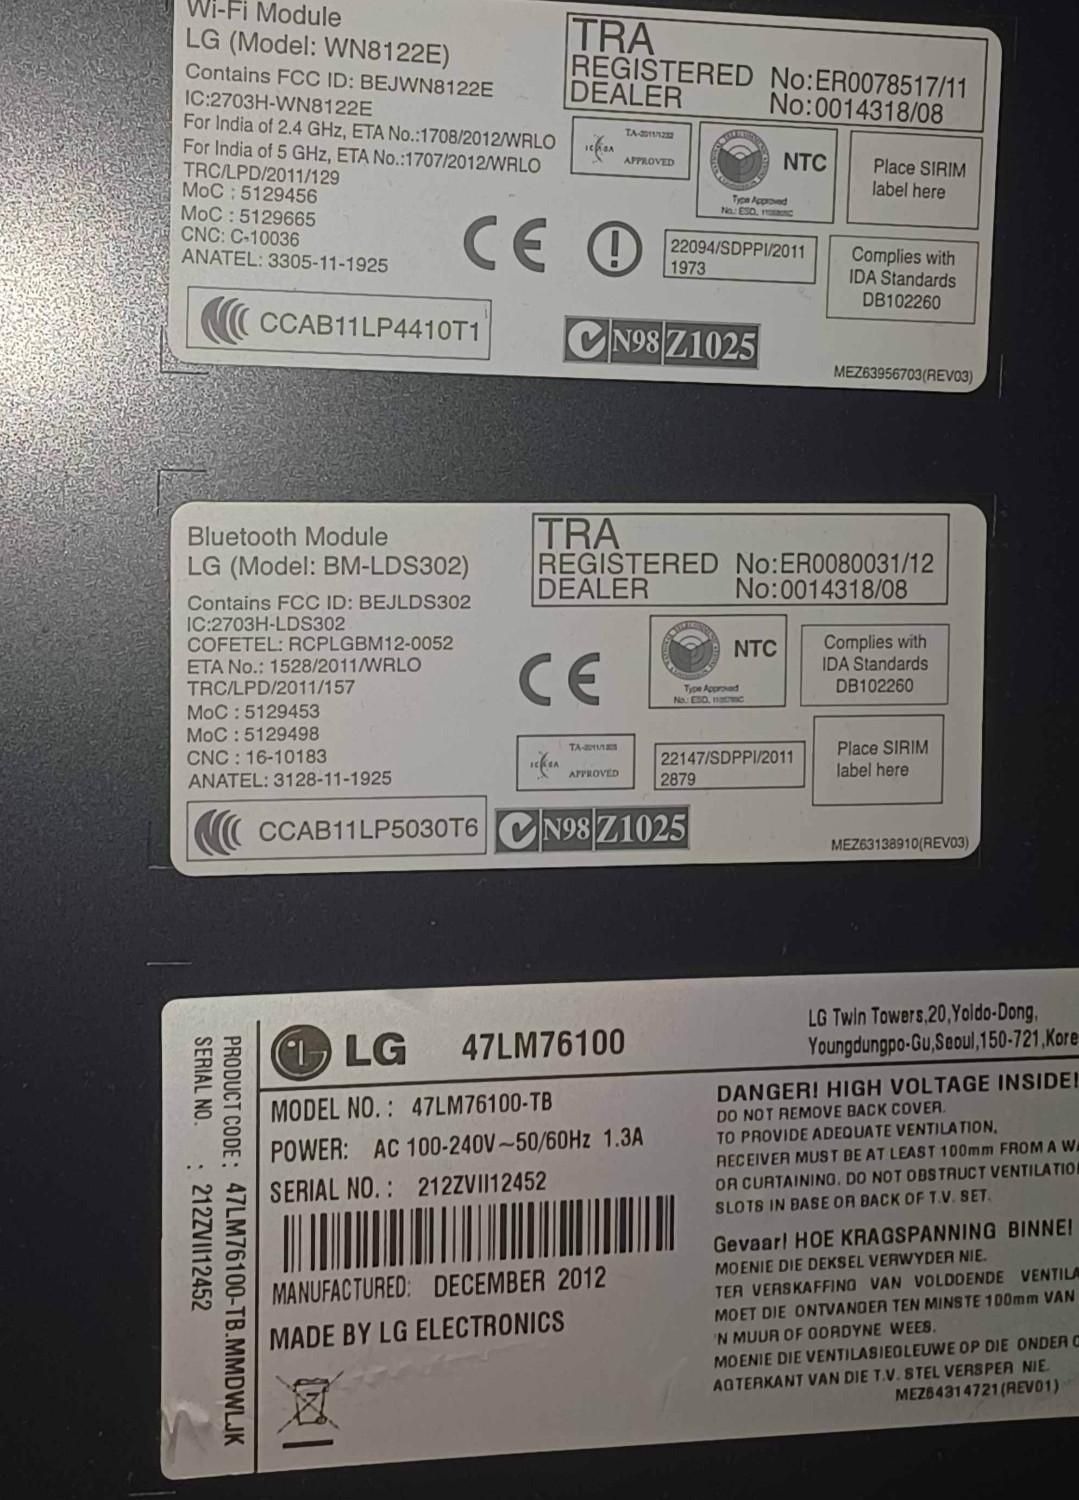 Wi-Fi Module
LG (Model: WN8122E)
Contains FCC ID: BEJWN8122E
IC:2703H-WN8122E
For India of 2.4 GHz, ETA No.:1708/2012/WRLO
For India of 5 GHz, ETA No.:1707/2012/WRLO
TRC/LPD/2011/129
MoC : 5129456
MoC : 5129665
CNC: C-10036
ANATEL: 3305-11-1925
CCAB11LP4410T1
TRA
REGISTERED No:ER0078517/11
DEALER No:0014318/08
TA-2011/1232
ICASA
APPROVED
NTC
Type Approved
No.: ESD,
Place SIRIM
label here
CE
22094/SDPPI/2011
1973
Complies with
IDA Standards
DB102260
N98 Z1025
MEZ63956703(REV03)
Bluetooth Module
LG (Model: BM-LDS302)
Contains FCC ID: BEJLDS302
IC:2703H-LDS302
COFETEL: RCPLGBM12-0052
ETA No.: 1528/2011/WRLO
TRC/LPD/2011/157
MoC : 5129453
MoC : 5129498
CNC : 16-10183
ANATEL: 3128-11-1925
CCAB11LP5030T6
TRA
REGISTERED No:ER0080031/12
DEALER No:0014318/08
CE
NTC
Type Approved
No.: ESD,
Complies with
IDA Standards
DB102260
ICASA
APPROVED
22147/SDPPI/2011
2879
Place SIRIM
label here
N98 Z1025
MEZ63138910(REV03)
PRODUCT CODE : 47LM76100-TB.MMDWLJK
SERIAL NO. : 212ZVII12452
LG 47LM76100
MODEL NO. : 47LM76100-TB
POWER: AC 100-240V~50/60Hz 1.3A
SERIAL NO. : 212ZVII12452
MANUFACTURED: DECEMBER 2012
MADE BY LG ELECTRONICS
LG Twin Towers,20,Yoido-Dong,
Youngdungpo-Gu,Seoul,150-721,Kore
DANGER! HIGH VOLTAGE INSIDE!
DO NOT REMOVE BACK COVER.
TO PROVIDE ADEQUATE VENTILATION,
RECEIVER MUST BE AT LEAST 100mm FROM A WA
OR CURTAINING. DO NOT OBSTRUCT VENTILATIO
SLOTS IN BASE OR BACK OF T.V. SET.
Gevaar! HOE KRAGSPANNING BINNE!
MOENIE DIE DEKSEL VERWYDER NIE.
TER VERSKAFFING VAN VOLDOENDE VENTILA
MOET DIE ONTVANGER TEN MINSTE 100mm VAN
'N MUUR OF GORDYNE WEES.
MOENIE DIE VENTILASIEGLEUWE OP DIE ONDER O
AGTERKANT VAN DIE T.V. STEL VERSPER NIE.
MEZ64314721(REV01)